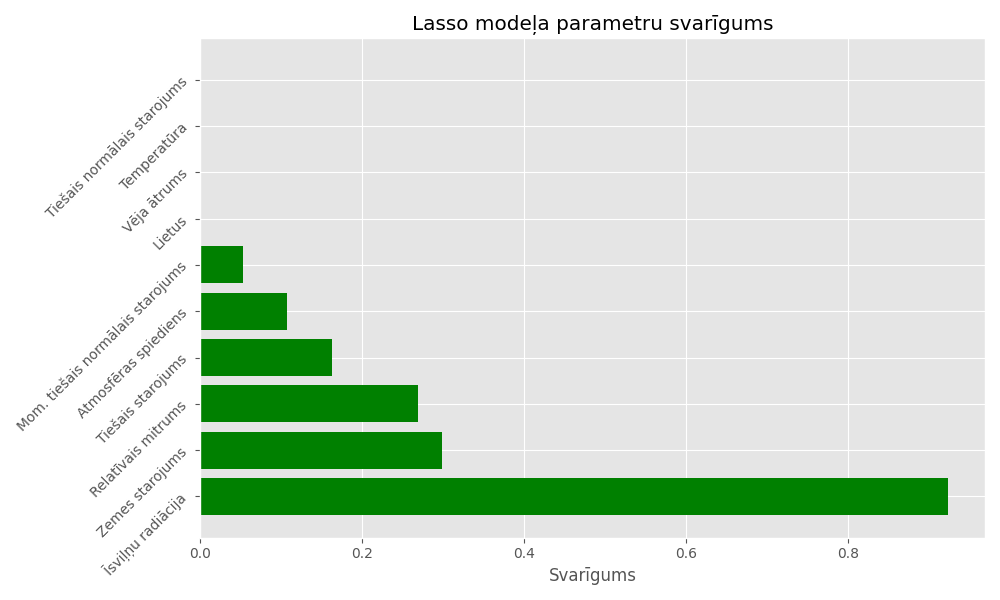 Lasso modeļa parametru svarīgums
Tiešais normālais starojums
Temperatūra
Vēja ātrums
Lietus
Mom. tiešais normālais starojums
Atmosfēras spiediens
Tiešais starojums
Relatīvais mitrums
Zemes starojums
Īsviļņu radiācija
0.0 0.2 0.4 0.6 0.8
Svarīgums